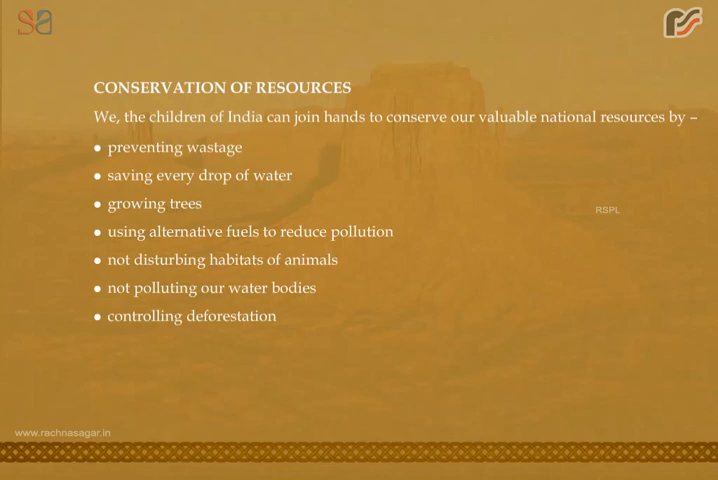 CONSERVATION OF RESOURCES
We, the children of India can join hands to conserve our valuable national resources by –
• preventing wastage
• saving every drop of water
• growing trees
RSPL
• using alternative fuels to reduce pollution
• not disturbing habitats of animals
• not polluting our water bodies
• controlling deforestation
www.rachnasagar.in